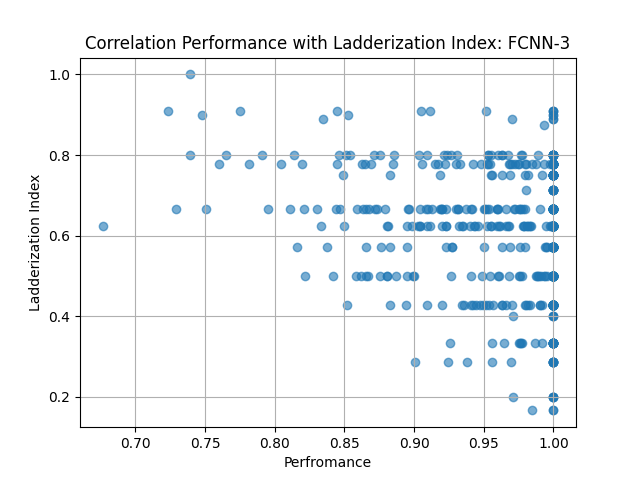 Correlation Performance with Ladderization Index: FCNN-3
1.0
0.8
0.6
0.4
0.2
Ladderization Index
0.70 0.75 0.80 0.85 0.90 0.95 1.00
Perfromance